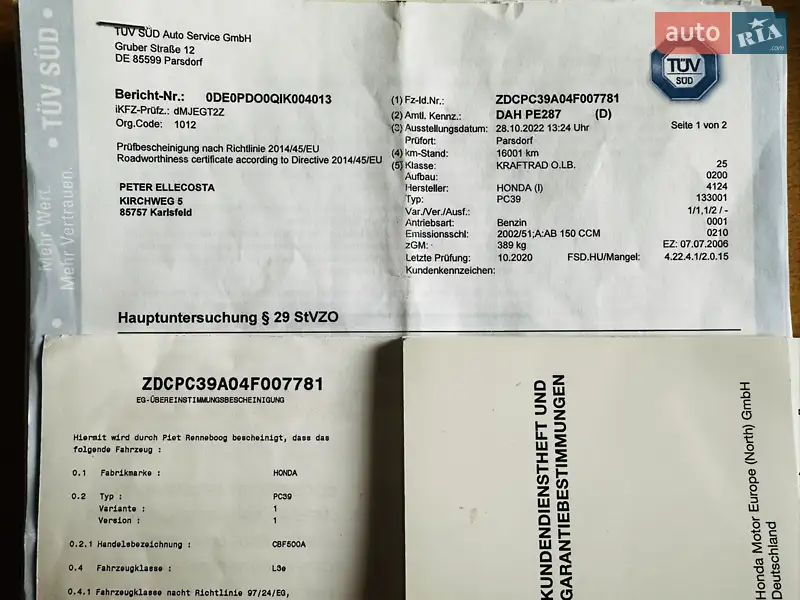 TÜV SÜD
Mehr Wert.
Mehr Vertrauen.
auto RIA .com
TÜV SÜD Auto Service GmbH
Gruber Straße 12
DE 85599 Parsdorf
TÜV
SÜD
Bericht-Nr.: 0DE0PDO0QIK004013
iKFZ-Prüfz.: dMJEGT2Z
Org.Code: 1012
Prüfbescheinigung nach Richtlinie 2014/45/EU
Roadworthiness certificate according to Directive 2014/45/EU
PETER ELLECOSTA
KIRCHWEG 5
85757 Karlsfeld
(1) Fz-Id.Nr.: ZDCPC39A04F007781
(2) Amtl. Kennz.: DAH PE287 (D)
(3) Ausstellungsdatum: 28.10.2022 13:24 Uhr Seite 1 von 2
Prüfort: Parsdorf
(4) km-Stand: 16001 km
(5) Klasse: KRAFTRAD O.LB. 25
Aufbau: 0200
Hersteller: HONDA (I) 4124
Typ: PC39 133001
Var./Ver./Ausf.: 1/1,1/2 / -
Antriebsart: Benzin 0001
Emissionsschl: 2002/51;A:AB 150 CCM 0210
zGM: 389 kg EZ: 07.07.2006
Letzte Prüfung: 10.2020 FSD.HU/Mangel: 4.22.4.1/2.0.15
Kundenkennzeichen:
Hauptuntersuchung § 29 StVZO
ZDCPC39A04F007781
EG-ÜBEREINSTIMMUNGSBESCHEINIGUNG
Hiermit wird durch Piet Renneboog bescheinigt, dass das
folgende Fahrzeug :
0.1 Fabrikmarke : HONDA
0.2 Typ : PC39
Variante : 1
Version : 1
0.2.1 Handelsbezeichnung : CBF500A
0.4 Fahrzeugklasse : L3e
0.4.1 Fahrzeugklasse nacht Richtlinie 97/24/EG,
KUNDENDIENSTHEFT UND
GARANTIEBESTIMMUNGEN
Honda Motor Europe (North) GmbH
Deutschland